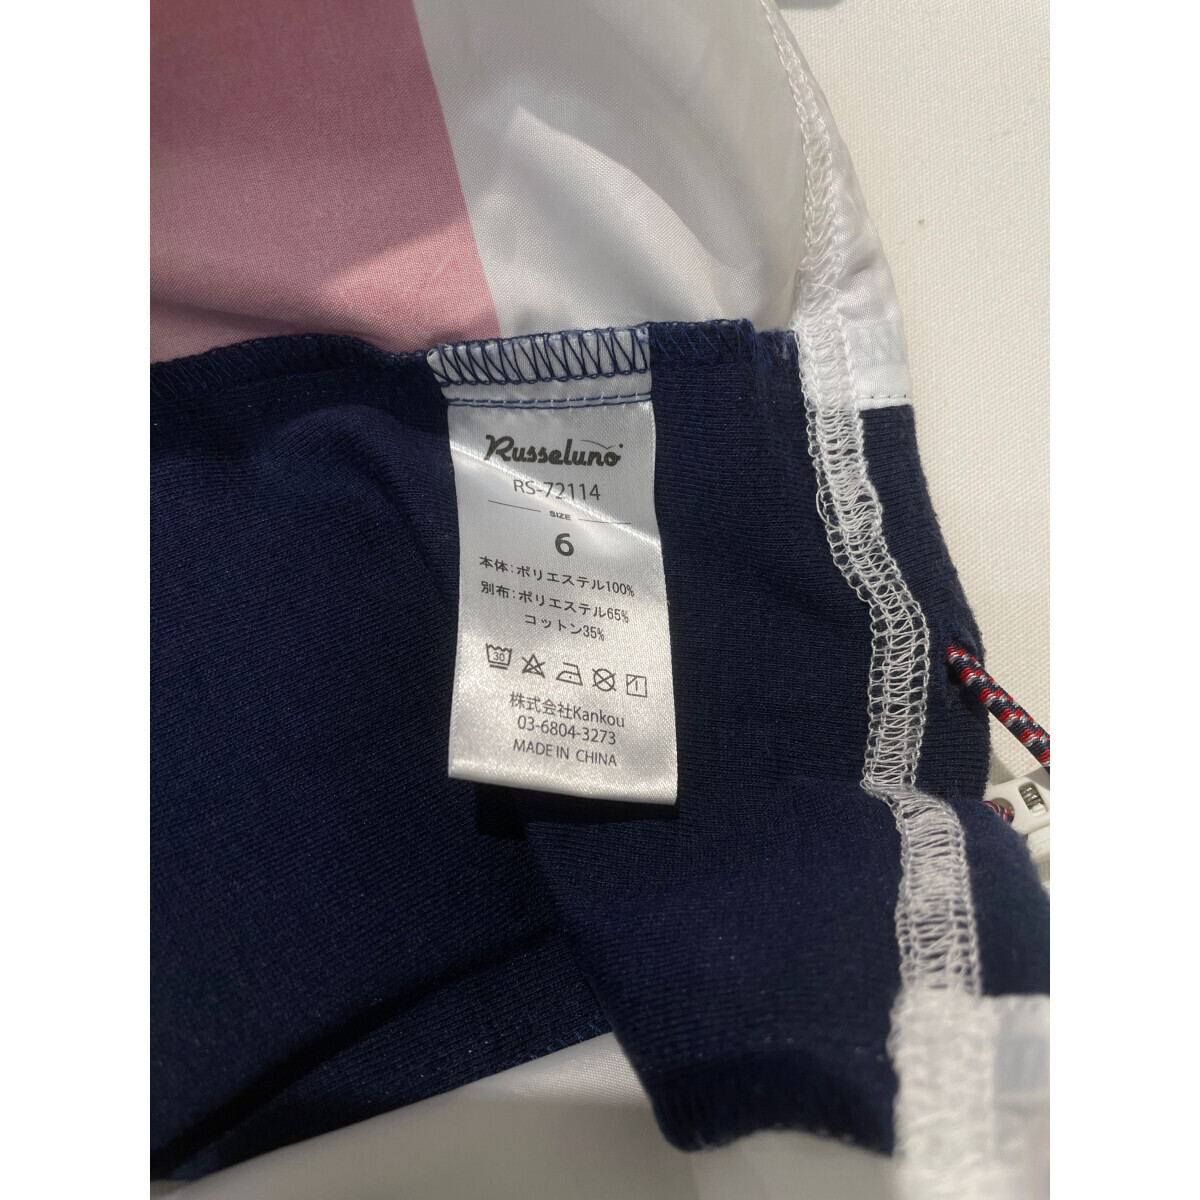 Russeluno
RS-72114
SIZE
6
本体:ポリエステル100%
別布:ポリエステル65%
コットン35%
30
株式会社Kankou
03-6804-3273
MADE IN CHINA